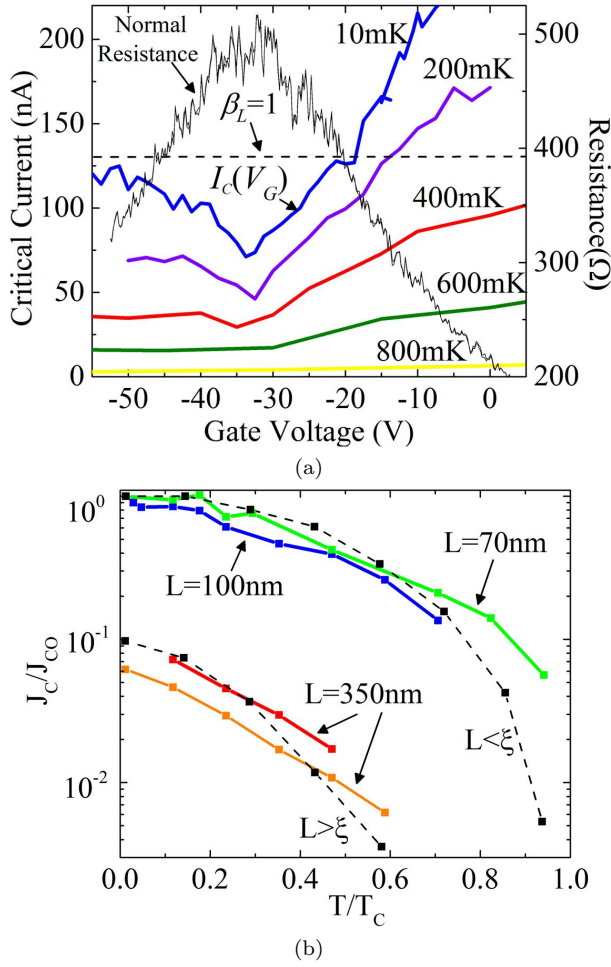 Normal
Resistance
10mK
200mK
β_L=1
I_C(V_G)
400mK
600mK
800mK
Critical Current (nA)
200
150
100
50
0
Resistance(Ω)
500
400
300
200
-50 -40 -30 -20 -10 0
Gate Voltage (V)
(a)
J_C/J_CO
10^0
10^-1
10^-2
L=70nm
L=100nm
L=350nm
L<ξ
L>ξ
0.0 0.2 0.4 0.6 0.8 1.0
T/T_C
(b)